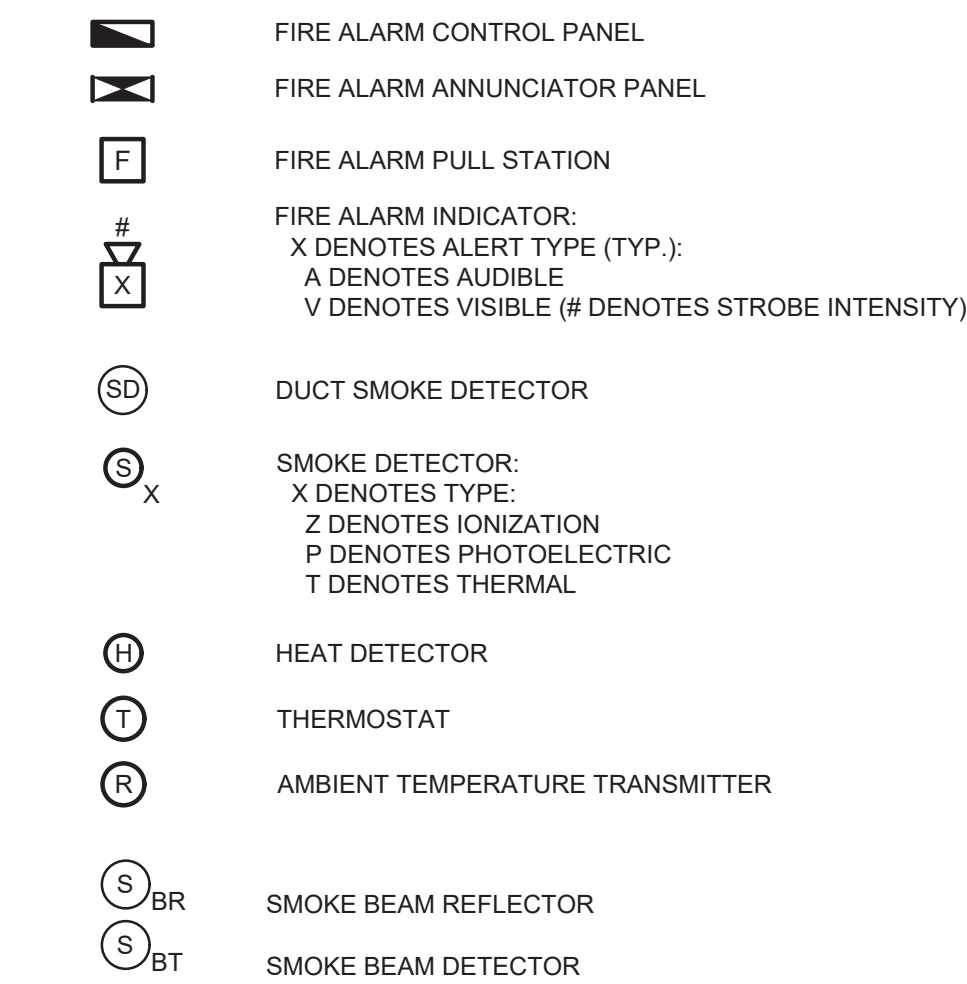 FIRE ALARM CONTROL PANEL
FIRE ALARM ANNUNCIATOR PANEL
F FIRE ALARM PULL STATION
#
X
FIRE ALARM INDICATOR:
X DENOTES ALERT TYPE (TYP.):
A DENOTES AUDIBLE
V DENOTES VISIBLE (# DENOTES STROBE INTENSITY)
SD DUCT SMOKE DETECTOR
S X
SMOKE DETECTOR:
X DENOTES TYPE:
Z DENOTES IONIZATION
P DENOTES PHOTOELECTRIC
T DENOTES THERMAL
H HEAT DETECTOR
T THERMOSTAT
R AMBIENT TEMPERATURE TRANSMITTER
S BR SMOKE BEAM REFLECTOR
S BT SMOKE BEAM DETECTOR